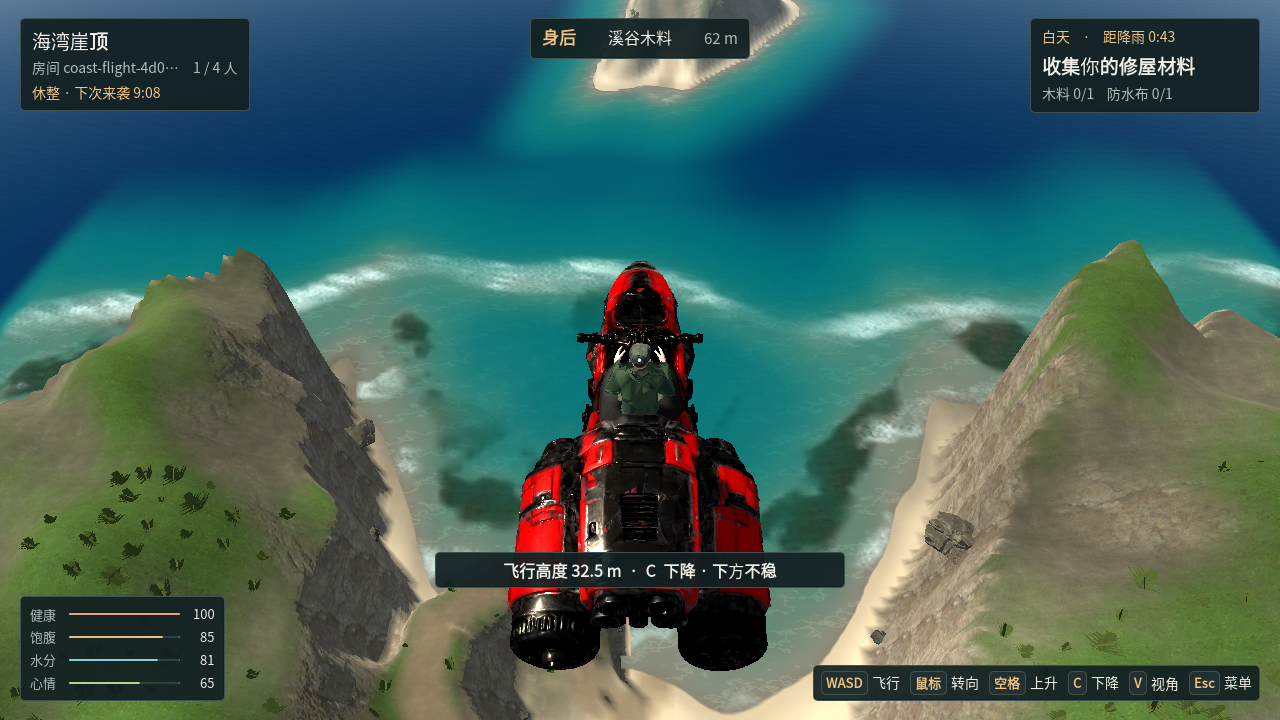 海湾崖顶
房间 coast-flight-4d0… 1 / 4 人
休整 · 下次来袭 9:08
身后 溪谷木料 62 m
白天 · 距降雨 0:43
收集你的修屋材料
木料 0/1 防水布 0/1
飞行高度 32.5 m · C 下降 · 下方不稳
健康 100
饱腹 85
水分 81
心情 65
WASD 飞行 鼠标 转向 空格 上升 C 下降 V 视角 Esc 菜单